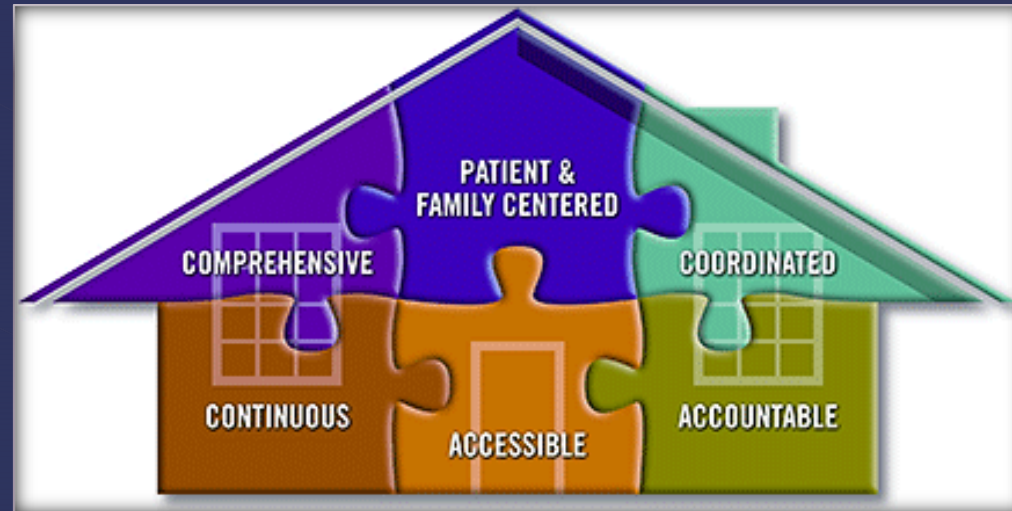 PATIENT &
FAMILY CENTERED
COMPREHENSIVE
COORDINATED
CONTINUOUS
ACCESSIBLE
ACCOUNTABLE